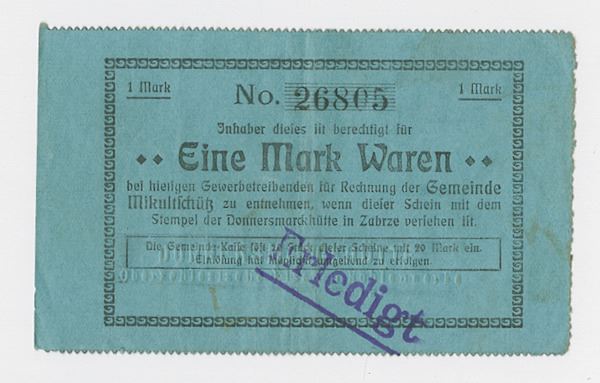 1 Mark No. 26805 1 Mark
Inhaber dieses ist berechtigt für
Eine Mark Waren
bei hiesigen Gewerbetreibenden für Rechnung der Gemeinde
Mikultschütz zu entnehmen, wenn dieser Schein mit dem
Stempel der Donnersmarckhütte in Zabrze versehen ist.
Die Gemeinde-Kasse löst 20 Stück dieser Scheine mit 20 Mark ein.
Einlösung hat möglichst umgehend zu erfolgen.
Erledigt